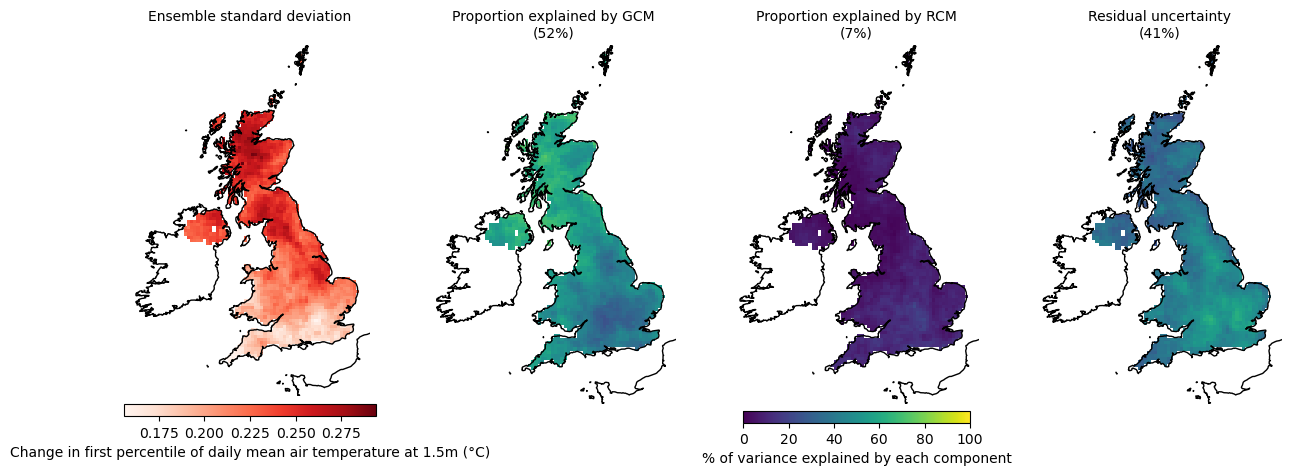 Ensemble standard deviation
Proportion explained by GCM
(52%)
Proportion explained by RCM
(7%)
Residual uncertainty
(41%)
0.175 0.200 0.225 0.250 0.275
Change in first percentile of daily mean air temperature at 1.5m (°C)
0 20 40 60 80 100
% of variance explained by each component